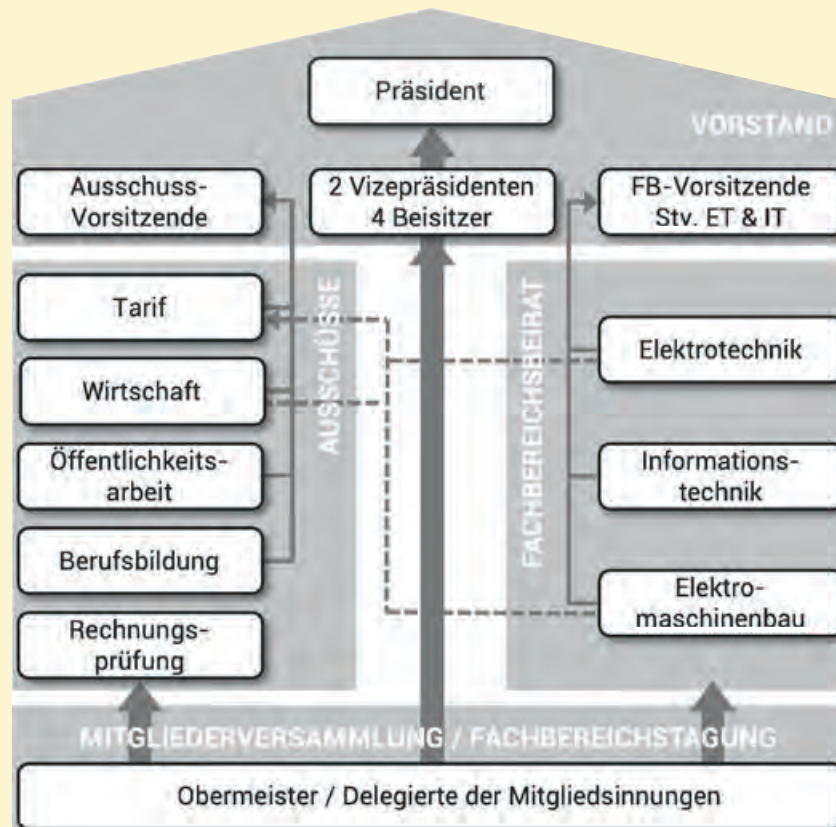 Präsident
VORSTAND
Ausschuss-
Vorsitzende
2 Vizepräsidenten
4 Beisitzer
FB-Vorsitzende
Stv. ET & IT
AUSSCHÜSSE
Tarif
Wirtschaft
Öffentlichkeits-
arbeit
Berufsbildung
Rechnungs-
prüfung
FACHBEREICHSBEIRAT
Elektrotechnik
Informations-
technik
Elektro-
maschinenbau
MITGLIEDERVERSAMMLUNG / FACHBEREICHSTAGUNG
Obermeister / Delegierte der Mitgliedsinnungen